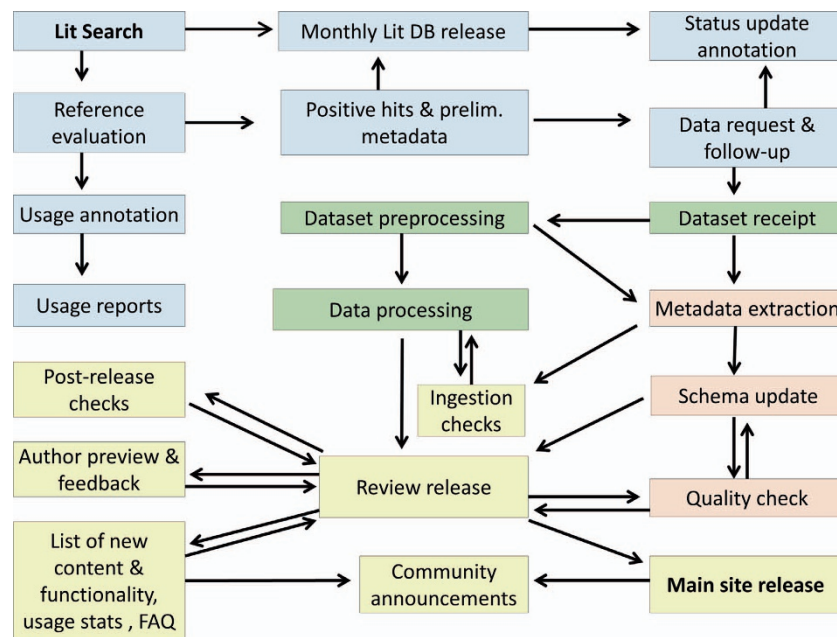 Lit Search
Monthly Lit DB release
Status update
annotation
Reference
evaluation
Positive hits & prelim.
metadata
Data request &
follow-up
Usage annotation
Dataset preprocessing
Dataset receipt
Usage reports
Data processing
Metadata extraction
Post-release
checks
Ingestion
checks
Schema update
Author preview &
feedback
Review release
Quality check
List of new
content &
functionality,
usage stats , FAQ
Community
announcements
Main site release